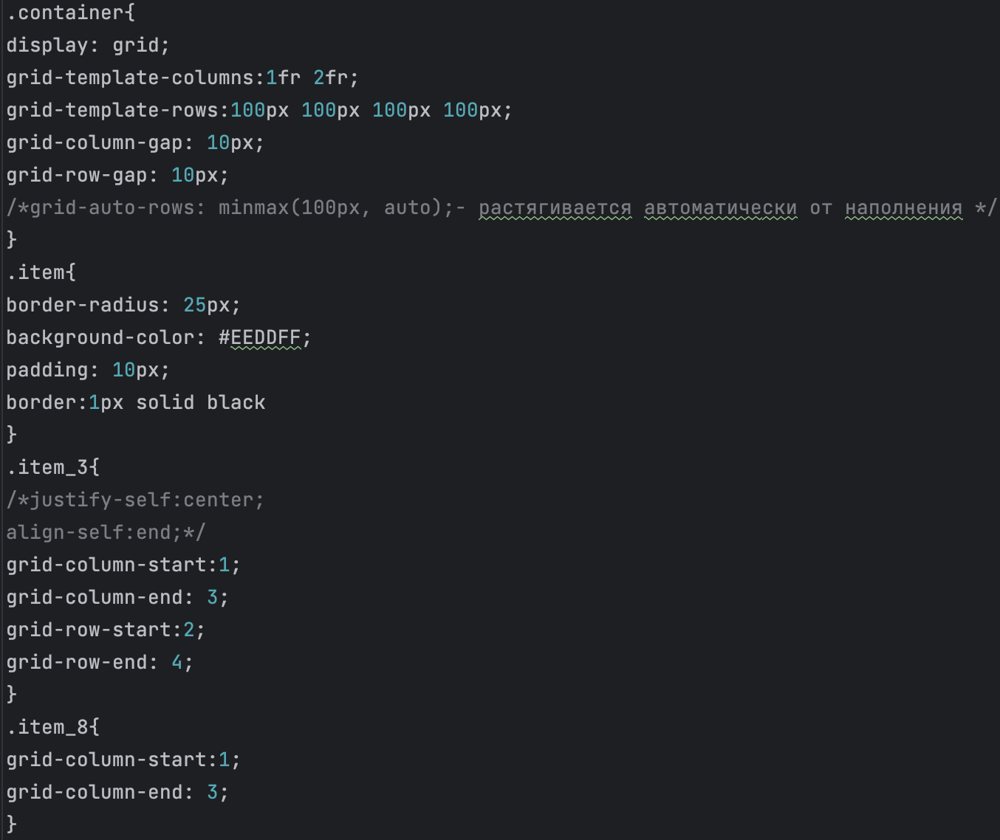 .container{
display: grid;
grid-template-columns:1fr 2fr;
grid-template-rows:100px 100px 100px 100px;
grid-column-gap: 10px;
grid-row-gap: 10px;
/*grid-auto-rows: minmax(100px, auto);- растягивается автоматически от наполнения */
}
.item{
border-radius: 25px;
background-color: #EEDDFF;
padding: 10px;
border:1px solid black
}
.item_3{
/*justify-self:center;
align-self:end;*/
grid-column-start:1;
grid-column-end: 3;
grid-row-start:2;
grid-row-end: 4;
}
.item_8{
grid-column-start:1;
grid-column-end: 3;
}